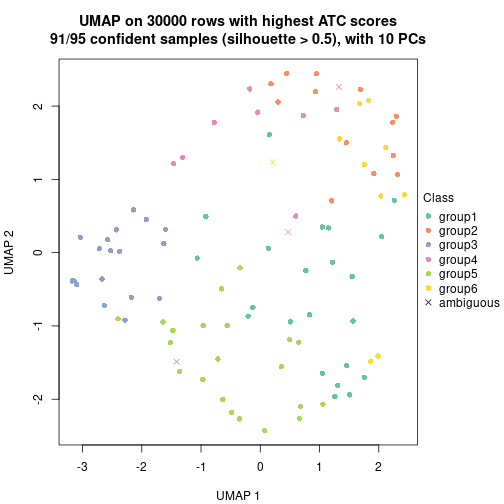 UMAP on 30000 rows with highest ATC scores
91/95 confident samples (silhouette > 0.5), with 10 PCs
Class
group1
group2
group3
group4
group5
group6
ambiguous
UMAP 2
2
1
0
-1
-2
-3 -2 -1 0 1 2
UMAP 1